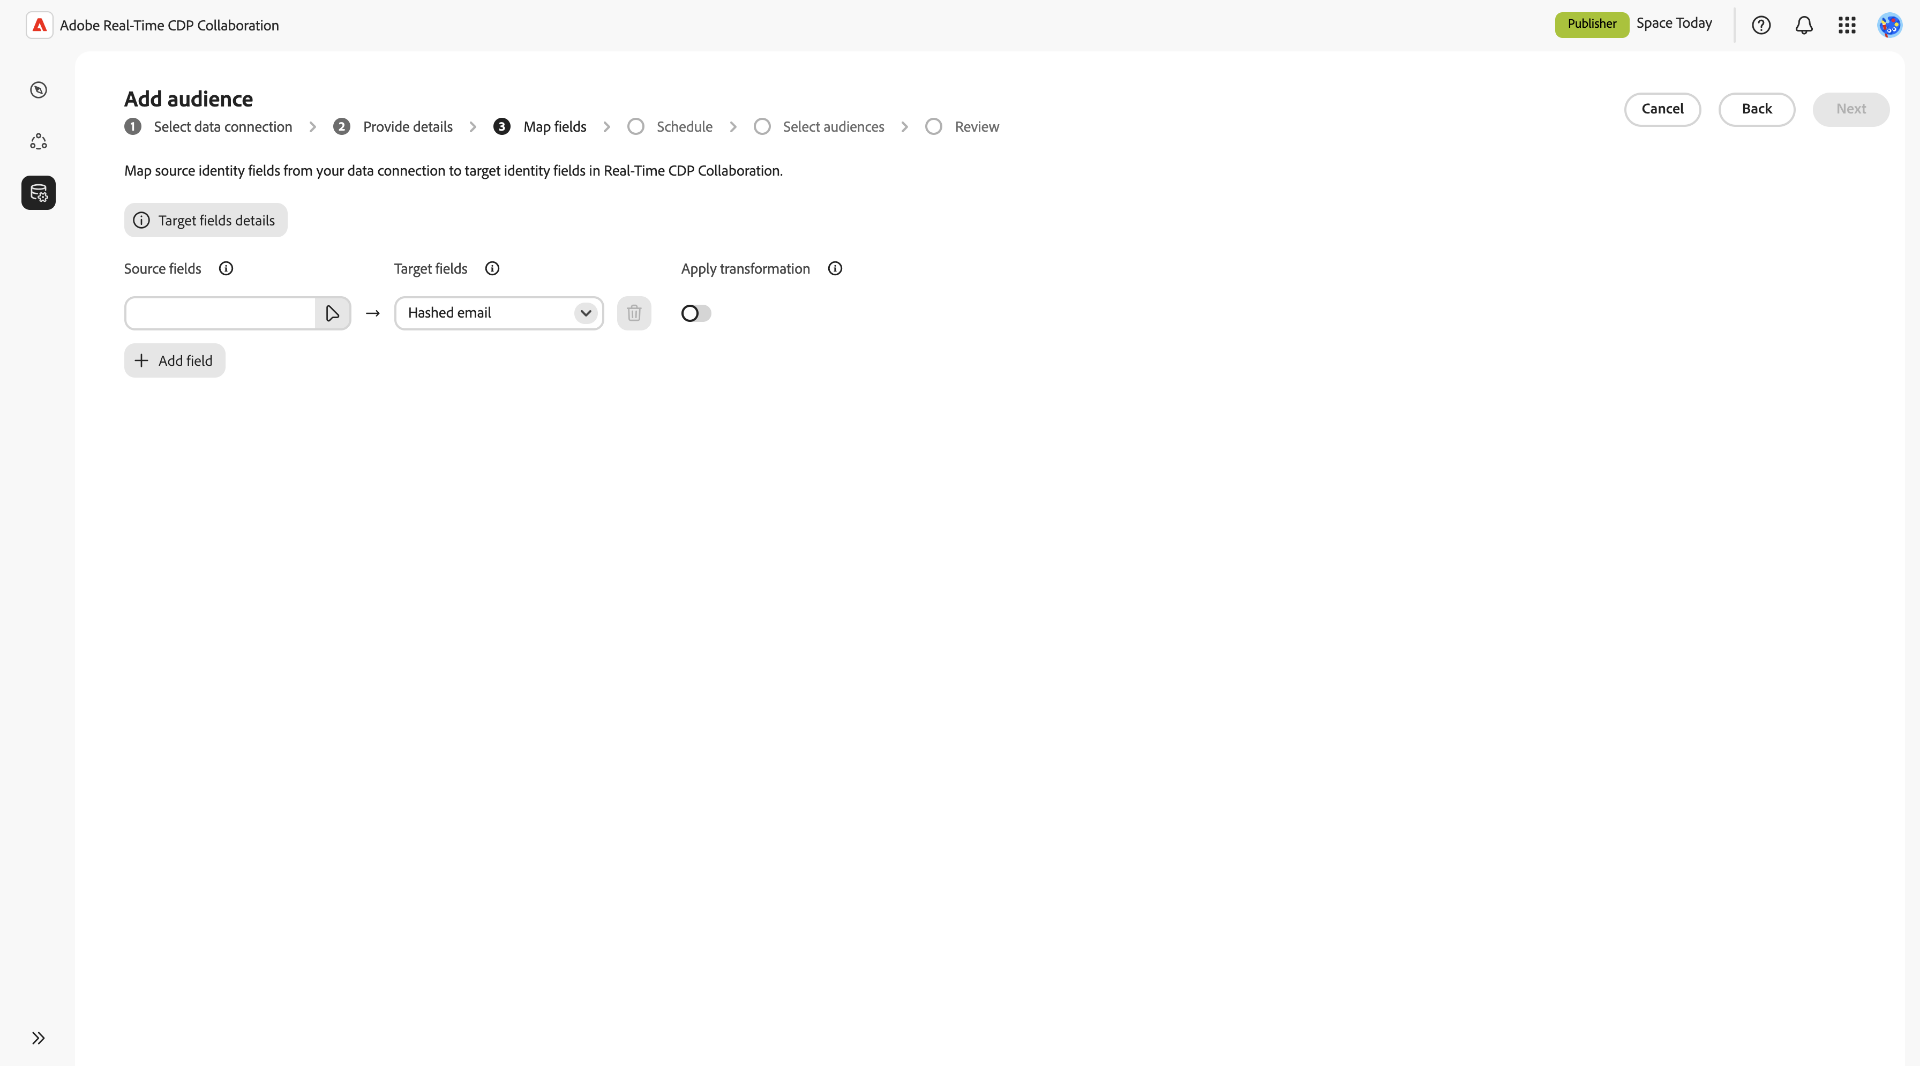 Adobe Real-Time CDP Collaboration
Publisher Space Today
Add audience
Cancel Back Next
1 Select data connection 2 Provide details 3 Map fields Schedule Select audiences Review
Map source identity fields from your data connection to target identity fields in Real-Time CDP Collaboration.
Target fields details
Source fields Target fields Apply transformation
Hashed email
Add field